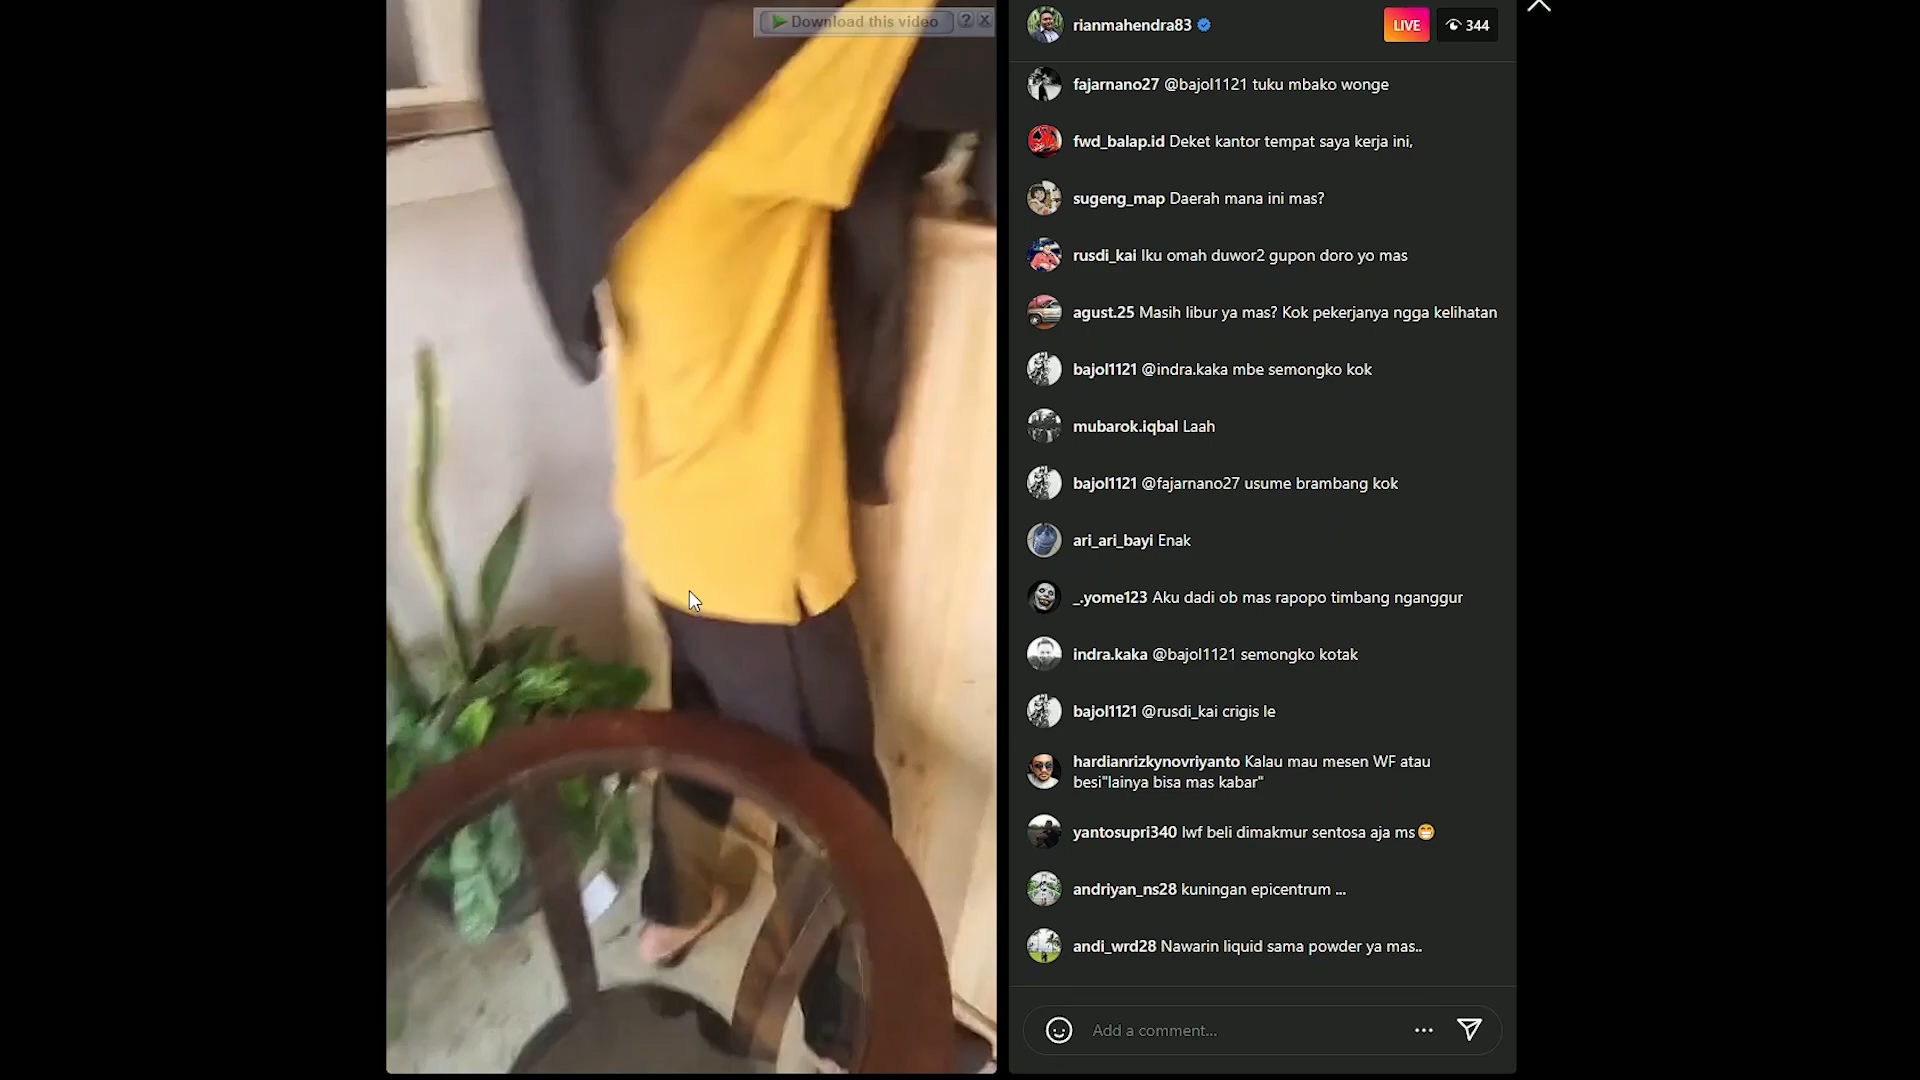 Download this video ? X
rianmahendra83
LIVE
344
fajarnano27 @bajol1121 tuku mbako wonge
fwd_balap.id Deket kantor tempat saya kerja ini,
sugeng_map Daerah mana ini mas?
rusdi_kai Iku omah duwor2 gupon doro yo mas
agust.25 Masih libur ya mas? Kok pekerjanya ngga kelihatan
bajol1121 @indra.kaka mbe semongko kok
mubarok.iqbal Laah
bajol1121 @fajarnano27 usume brambang kok
ari_ari_bayi Enak
_.yome123 Aku dadi ob mas rapopo timbang nganggur
indra.kaka @bajol1121 semongko kotak
bajol1121 @rusdi_kai crigis le
hardianrizkynovriyanto Kalau mau mesen WF atau
besi"lainya bisa mas kabar"
yantosupri340 Iwf beli dimakmur sentosa aja ms😁
andriyan_ns28 kuningan epicentrum ...
andi_wrd28 Nawarin liquid sama powder ya mas..
Add a comment...